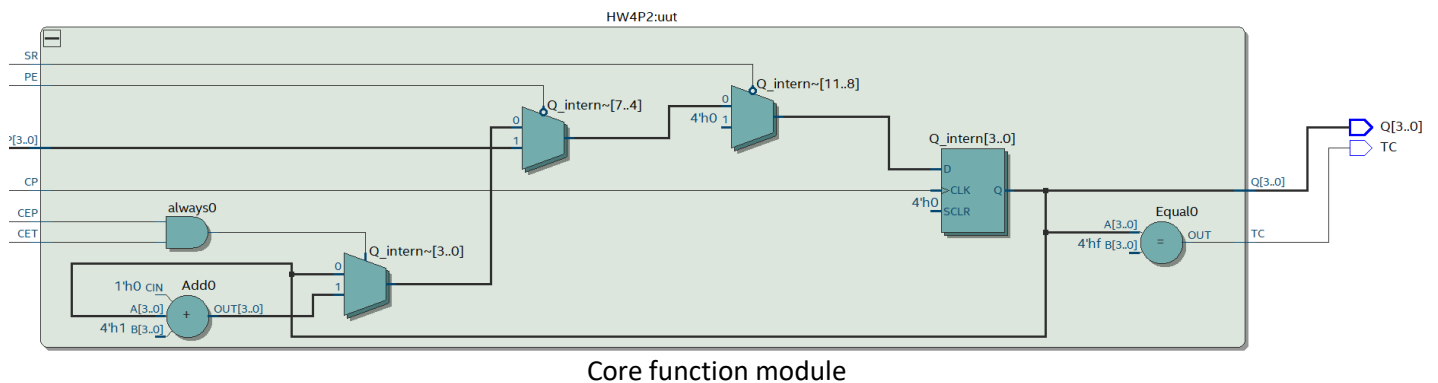 HW4P2:uut
SR
PE
P[3..0]
CP
CEP
CET
always0
Q_intern~[3..0]
0
1
1'h0 CIN
Add0
A[3..0]
OUT[3..0]
+
4'h1 B[3..0]
Q_intern~[7..4]
0
1
Q_intern~[11..8]
0
4'h0 1
Q_intern[3..0]
D
>CLK Q
4'h0 SCLR
Equal0
A[3..0]
4'hf B[3..0]
=
OUT
Q[3..0]
TC
Q[3..0]
TC
Core function module